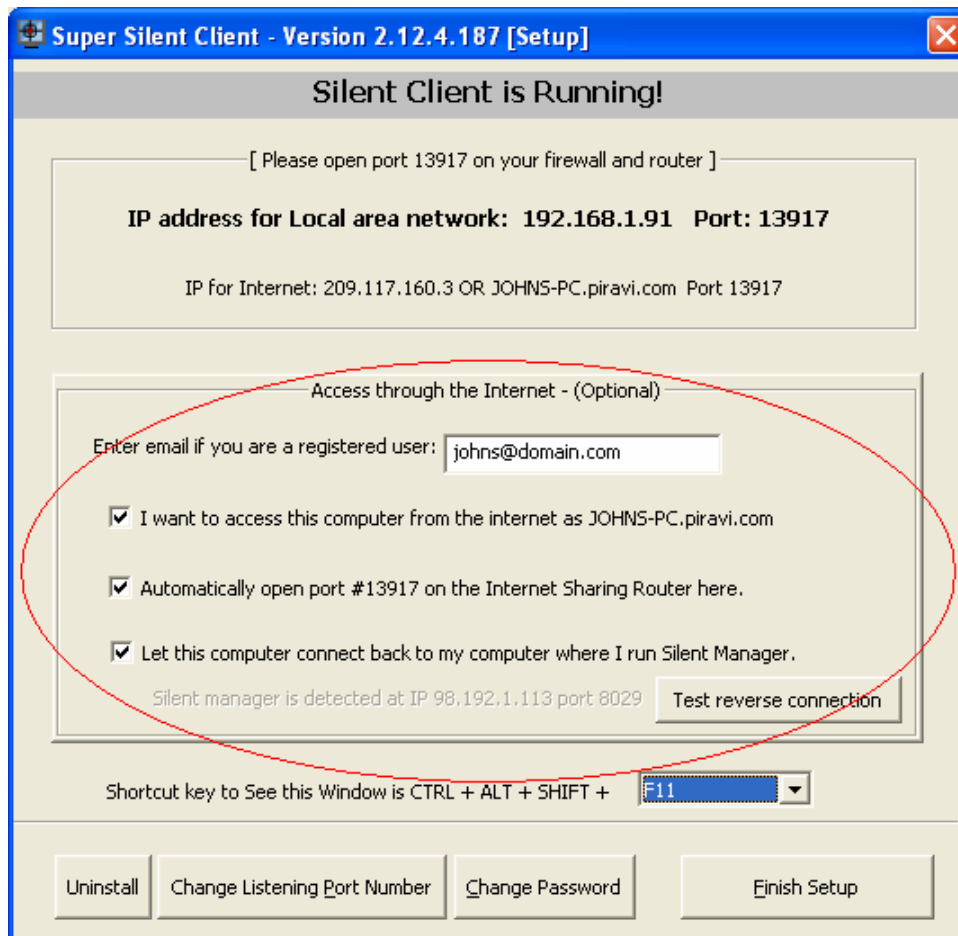 Super Silent Client - Version 2.12.4.187 [Setup]
Silent Client is Running!
[ Please open port 13917 on your firewall and router ]
IP address for Local area network: 192.168.1.91 Port: 13917
IP for Internet: 209.117.160.3 OR JOHNS-PC.piravi.com Port 13917
Access through the Internet - (Optional)
Enter email if you are a registered user: johns@domain.com
I want to access this computer from the internet as JOHNS-PC.piravi.com
Automatically open port #13917 on the Internet Sharing Router here.
Let this computer connect back to my computer where I run Silent Manager.
Silent manager is detected at IP 98.192.1.113 port 8029 Test reverse connection
Shortcut key to See this Window is CTRL + ALT + SHIFT + F11
Uninstall Change Listening Port Number Change Password Finish Setup